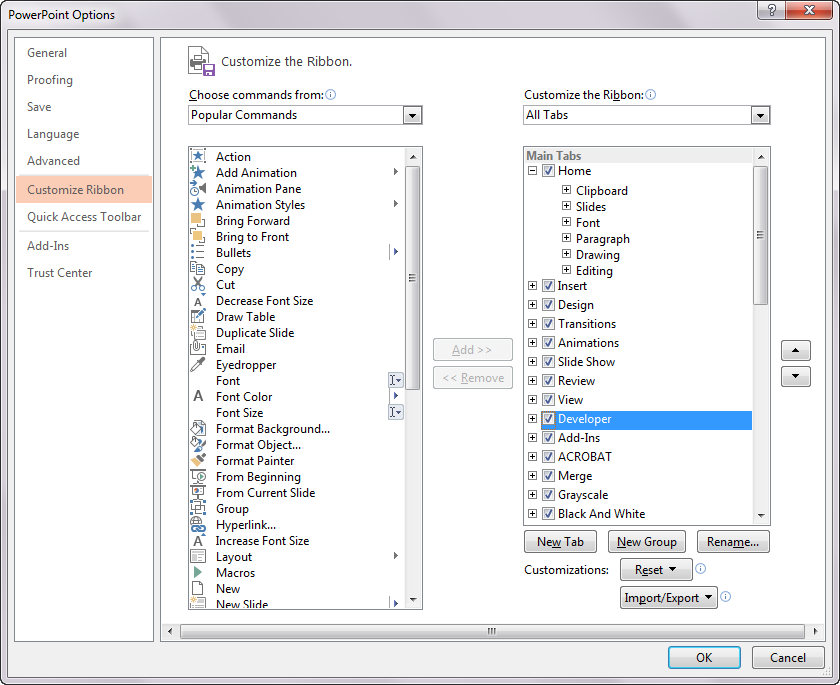 PowerPoint Options
General
Proofing
Save
Language
Advanced
Customize Ribbon
Quick Access Toolbar
Add-Ins
Trust Center
Customize the Ribbon.
Choose commands from:
Popular Commands
Action
Add Animation
Animation Pane
Animation Styles
Bring Forward
Bring to Front
Bullets
Copy
Cut
Decrease Font Size
Draw Table
Duplicate Slide
Email
Eyedropper
Font
Font Color
Font Size
Format Background...
Format Object...
Format Painter
From Beginning
From Current Slide
Group
Hyperlink...
Increase Font Size
Layout
Macros
New
New Slide
Add >>
<< Remove
Customize the Ribbon:
All Tabs
Main Tabs
Home
Clipboard
Slides
Font
Paragraph
Drawing
Editing
Insert
Design
Transitions
Animations
Slide Show
Review
View
Developer
Add-Ins
ACROBAT
Merge
Grayscale
Black And White
New Tab New Group Rename...
Customizations: Reset
Import/Export
OK Cancel